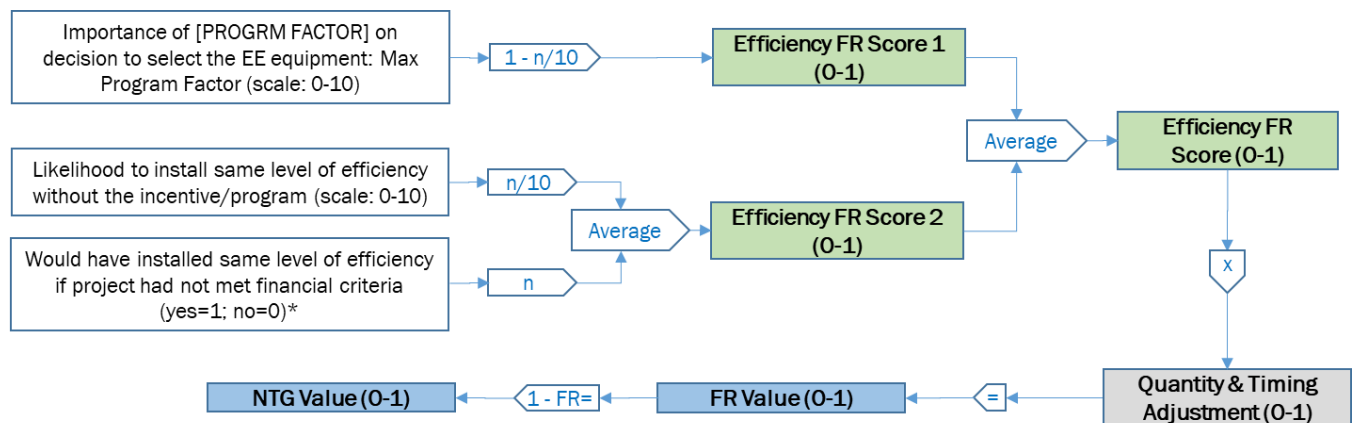 Importance of [PROGRM FACTOR] on
decision to select the EE equipment: Max
Program Factor (scale: 0-10)
1 - n/10
Efficiency FR Score 1
(0-1)
Average
Efficiency FR
Score (0-1)
Likelihood to install same level of efficiency
without the incentive/program (scale: 0-10)
n/10
Average
Efficiency FR Score 2
(0-1)
Would have installed same level of efficiency
if project had not met financial criteria
(yes=1; no=0)*
n
x
Quantity & Timing
Adjustment (0-1)
=
FR Value (0-1)
1 - FR=
NTG Value (0-1)